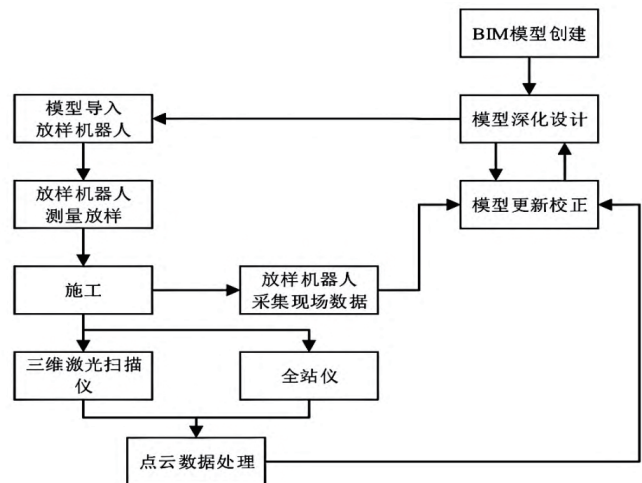 BIM模型创建
模型导入
放样机器人
模型深化设计
放样机器人
测量放样
模型更新校正
施工
放样机器人
采集现场数据
三维激光扫描
仪
全站仪
点云数据处理